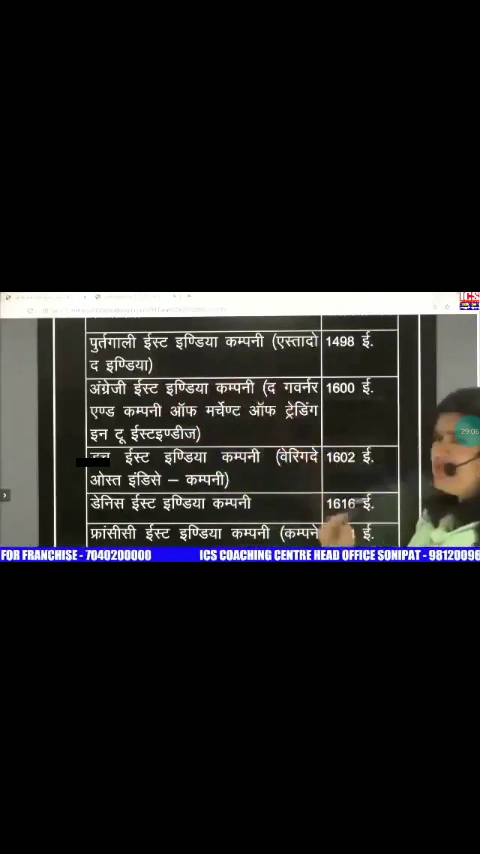 ICS
पुर्तगाली ईस्ट इण्डिया कम्पनी (एस्तादो 1498 ई.
द इण्डिया)
अंग्रेजी ईस्ट इण्डिया कम्पनी (द गवर्नर 1600 ई.
एण्ड कम्पनी ऑफ मर्चेण्ट ऑफ ट्रेडिंग
इन टू ईस्टइण्डीज)
29:05
ईस्ट इण्डिया कम्पनी (वेरिगदे 1602 ई.
ओस्त इंडिसे – कम्पनी)
डेनिस ईस्ट इण्डिया कम्पनी 1616 ई.
फ्रांसीसी ईस्ट इण्डिया कम्पनी (कम्पने ई.
FOR FRANCHISE - 7040200000 ICS COACHING CENTRE HEAD OFFICE SONIPAT - 98120096